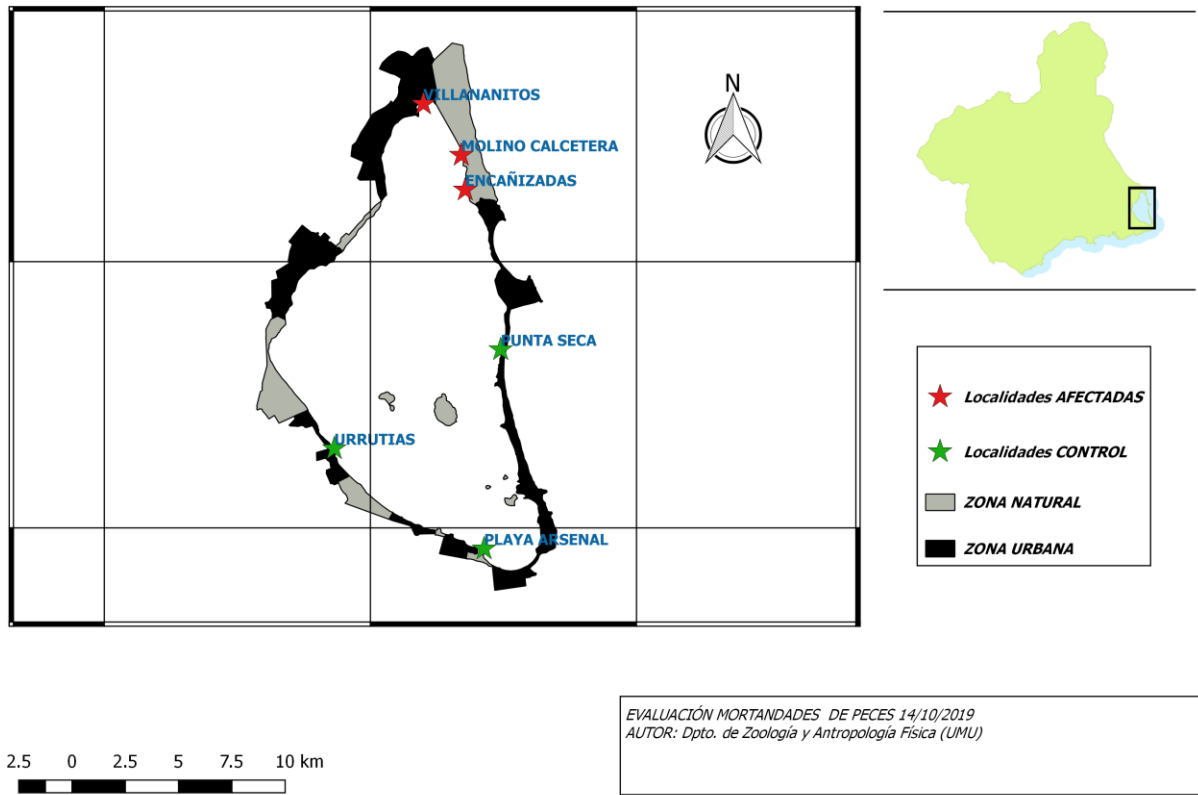 N
VILLANANITOS
MOLINO CALCETERA
ENCAÑIZADAS
PUNTA SECA
URRUTIAS
PLAYA ARSENAL
Localidades AFECTADAS
Localidades CONTROL
ZONA NATURAL
ZONA URBANA
EVALUACIÓN MORTANDADES DE PECES 14/10/2019
AUTOR: Dpto. de Zoología y Antropología Física (UMU)
2.5 0 2.5 5 7.5 10 km